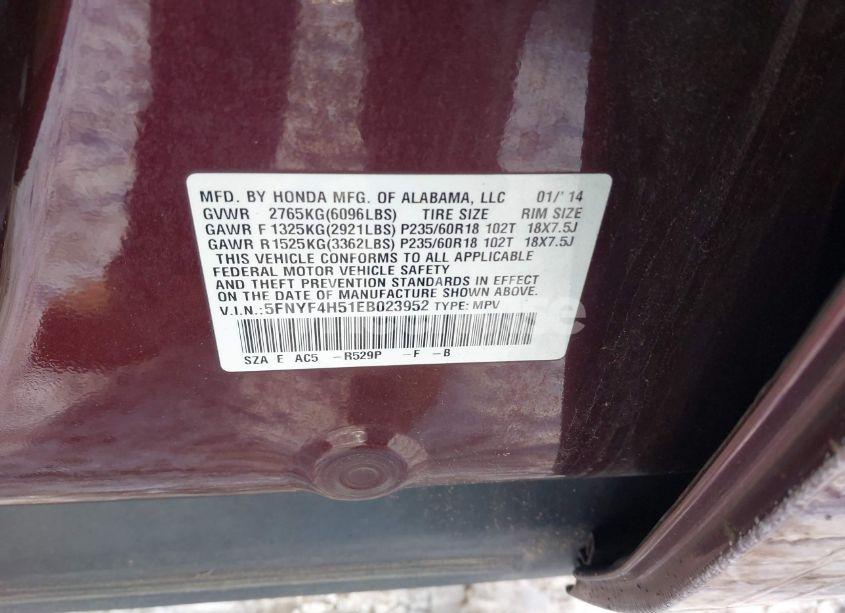 MFD. BY HONDA MFG. OF ALABAMA, LLC 01/'14
GVWR 2765KG(6096LBS) TIRE SIZE RIM SIZE
GAWR F1325KG(2921LBS) P235/60R18 102T 18X7.5J
GAWR R1525KG(3362LBS) P235/60R18 102T 18X7.5J
THIS VEHICLE CONFORMS TO ALL APPLICABLE
FEDERAL MOTOR VEHICLE SAFETY
AND THEFT PREVENTION STANDARDS IN EFFECT
ON THE DATE OF MANUFACTURE SHOWN ABOVE.
V.I.N.:5FNYF4H51EB023952 TYPE: MPV
SZA E AC5 -R529P -F -B